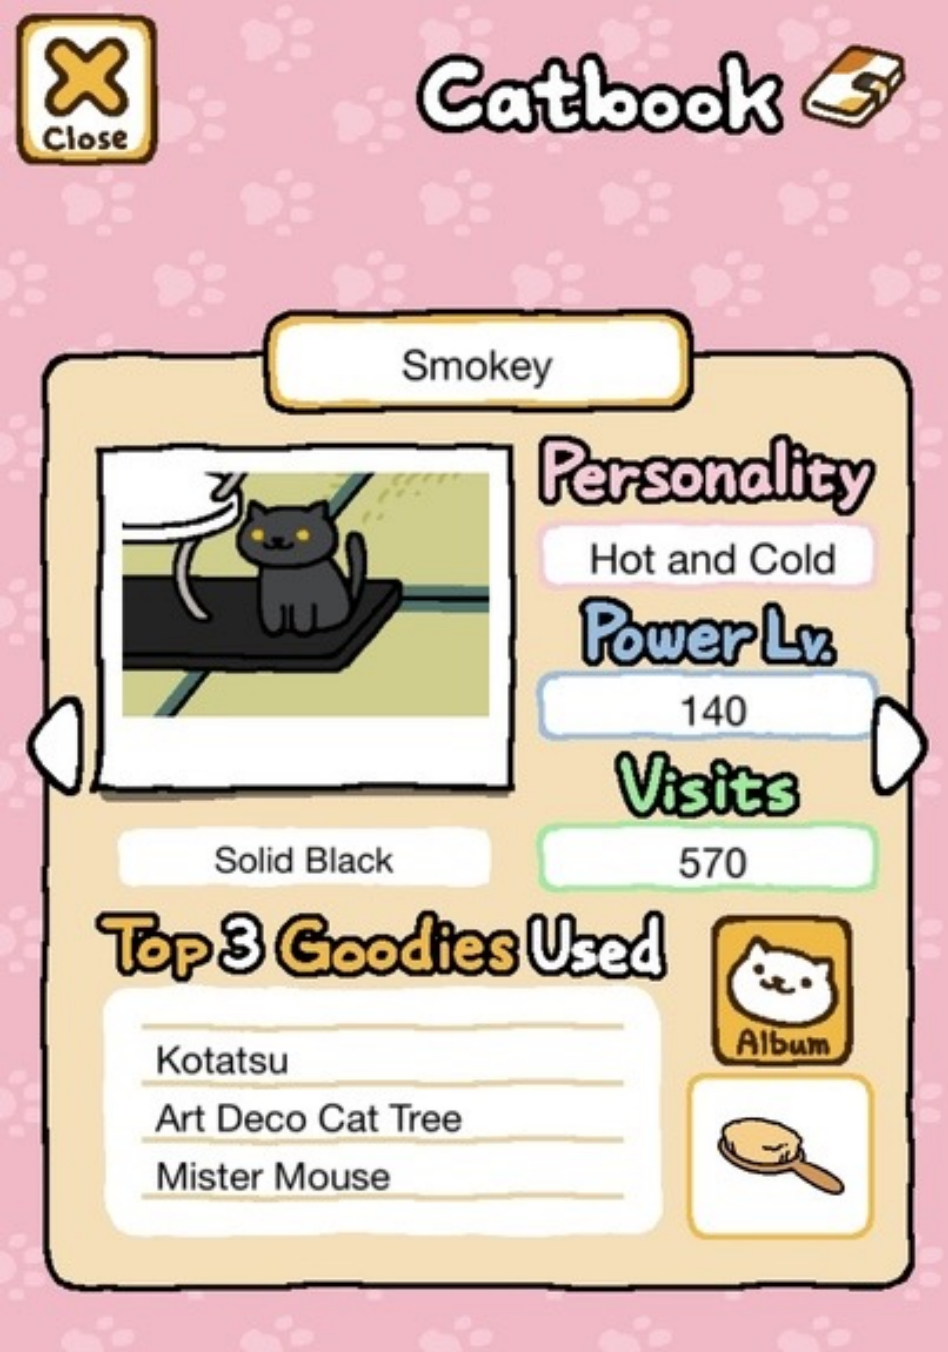 Close
Catbook
Smokey
Personality
Hot and Cold
Power Lv.
140
Visits
570
Solid Black
Top 3 Goodies Used
Kotatsu
Art Deco Cat Tree
Mister Mouse
Album